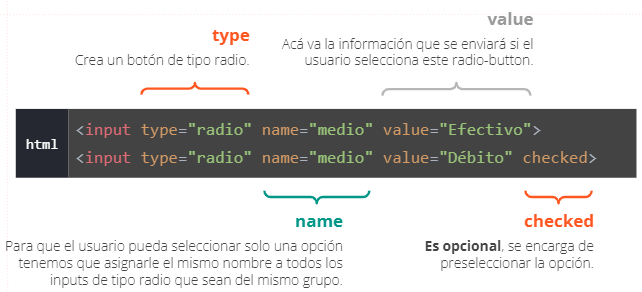 type
Crea un botón de tipo radio.
value
Acá va la información que se enviará si el
usuario selecciona este radio-button.
html
<input type="radio" name="medio" value="Efectivo">
<input type="radio" name="medio" value="Débito" checked>
name
Para que el usuario pueda seleccionar solo una opción
tenemos que asignarle el mismo nombre a todos los
inputs de tipo radio que sean del mismo grupo.
checked
Es opcional, se encarga de
preseleccionar la opción.